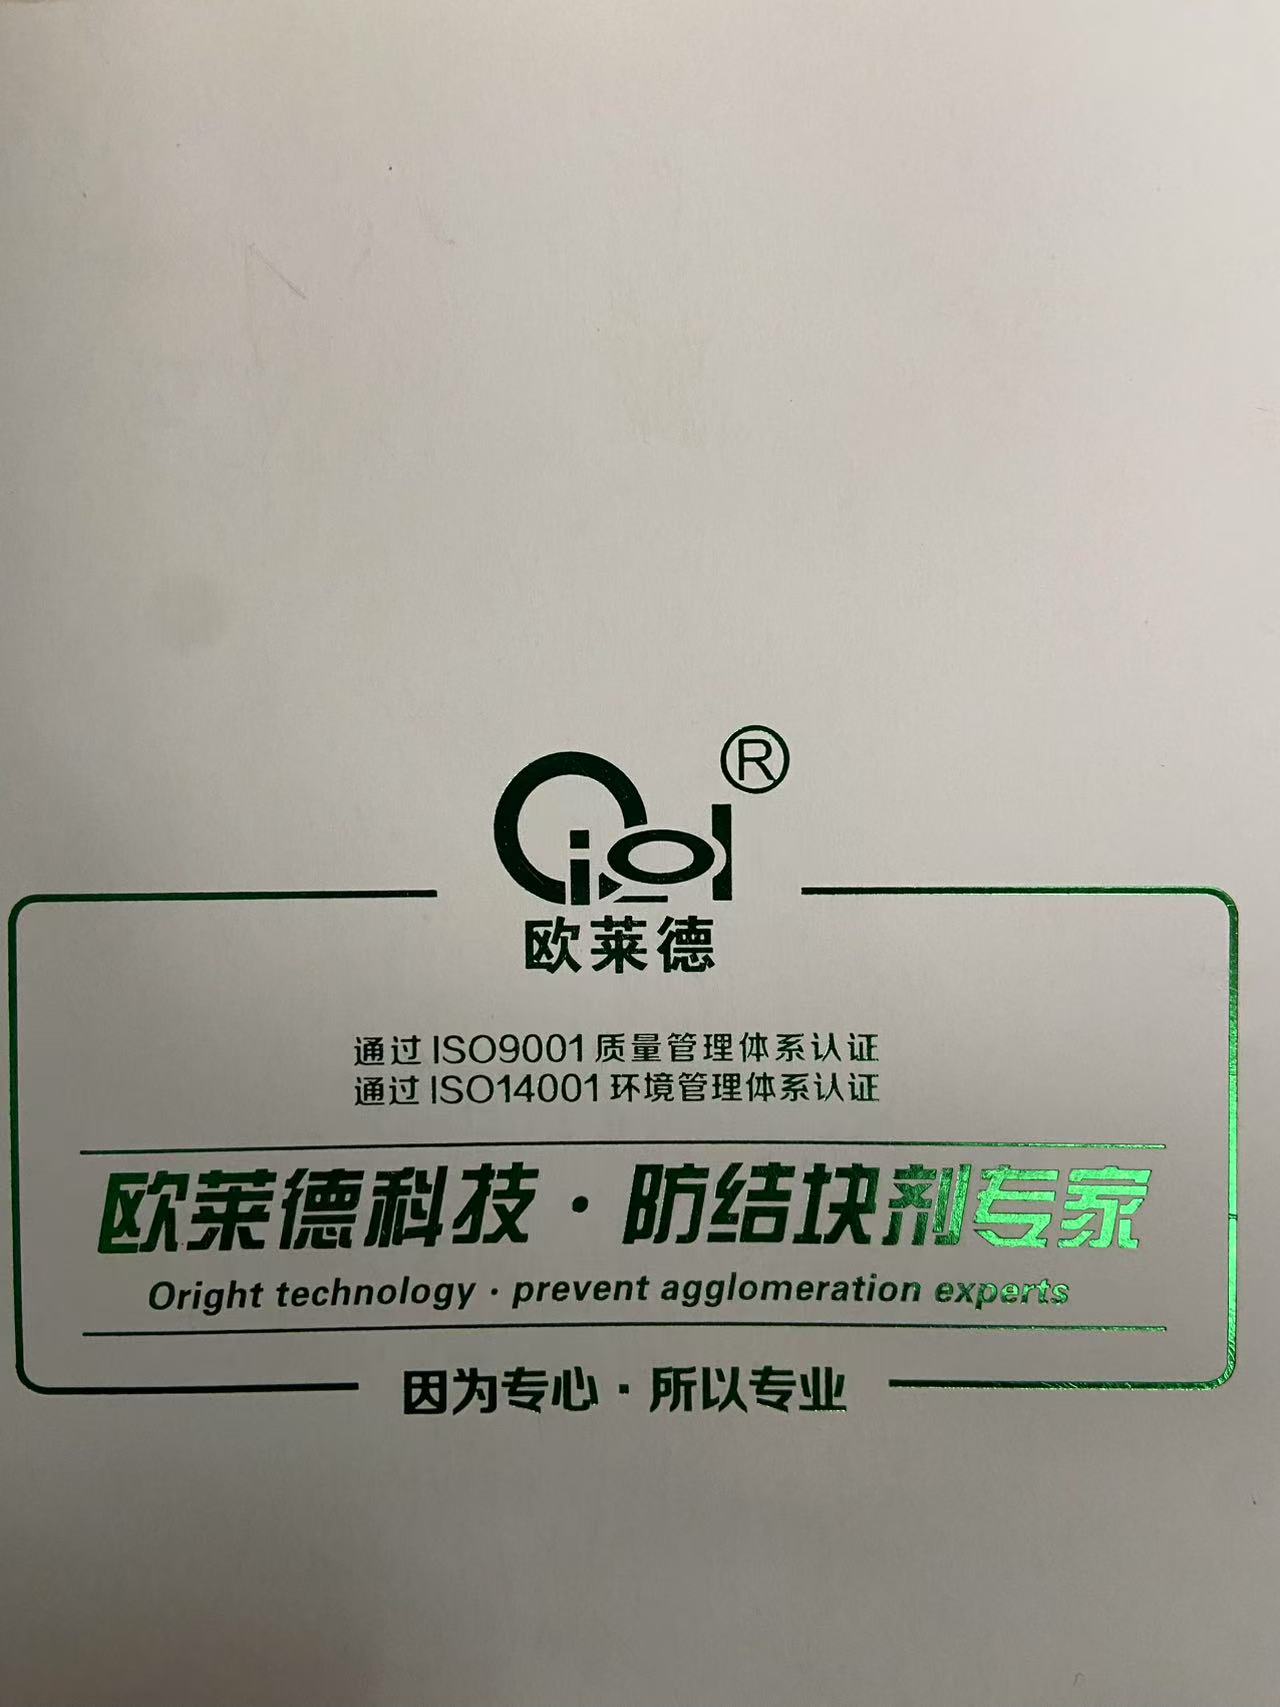 ®
欧莱德
通过ISO9001质量管理体系认证
通过ISO14001环境管理体系认证
欧莱德科技·防结块剂专家
Oright technology · prevent agglomeration experts
因为专心·所以专业